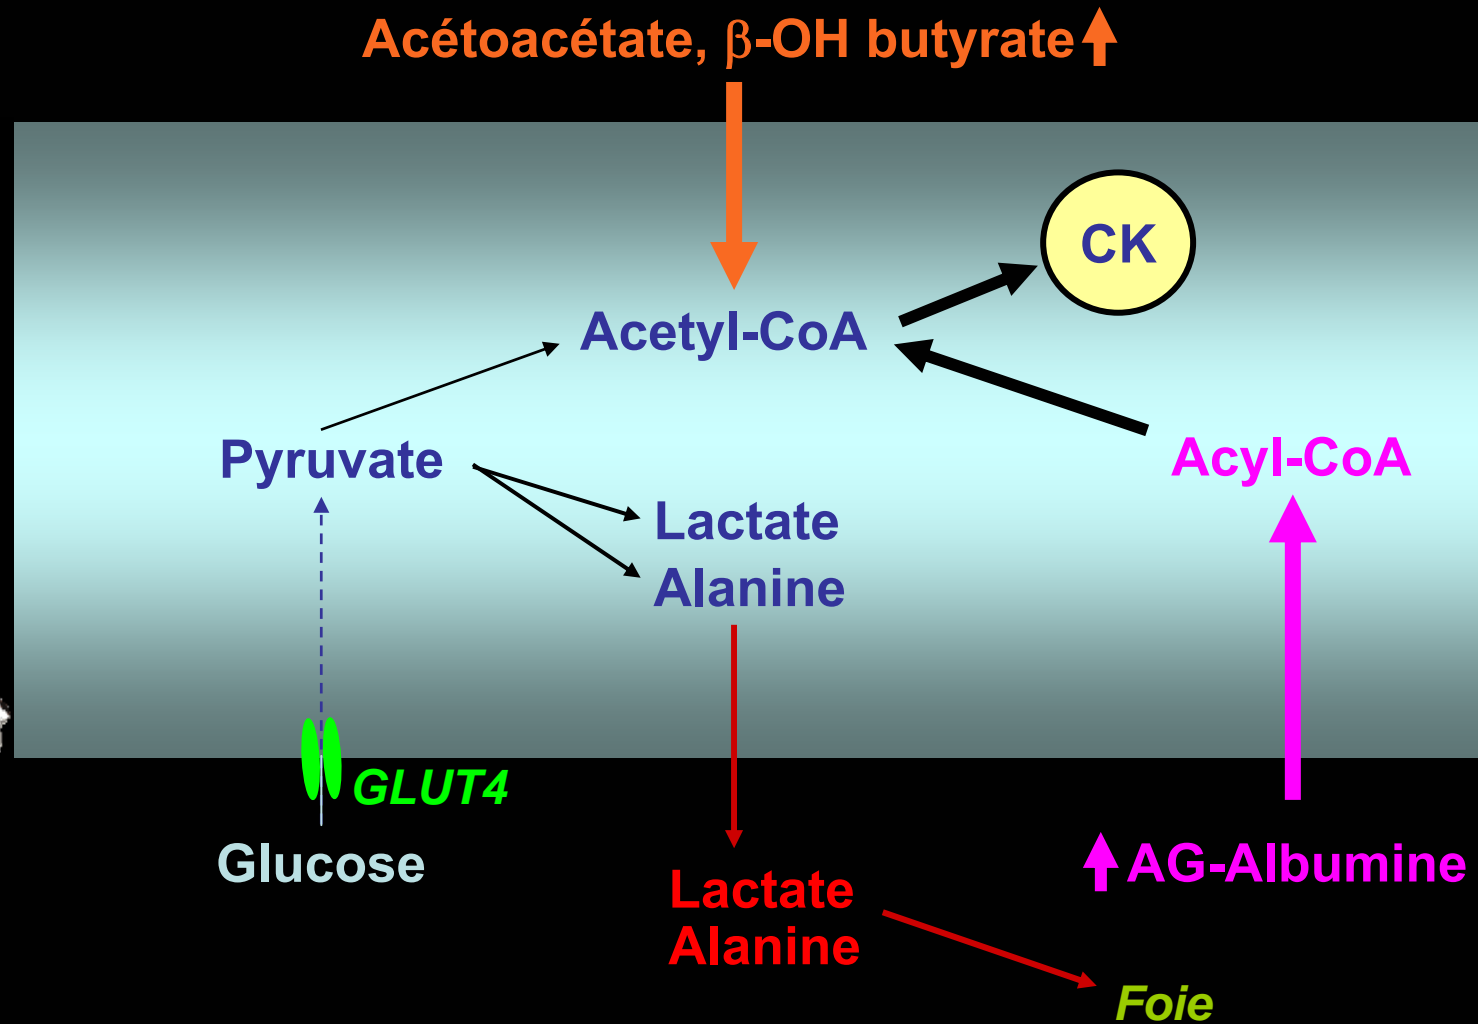 Acétoacétate, β-OH butyrate
CK
Acetyl-CoA
Pyruvate
Acyl-CoA
Lactate
Alanine
GLUT4
Glucose
AG-Albumine
Lactate
Alanine
Foie